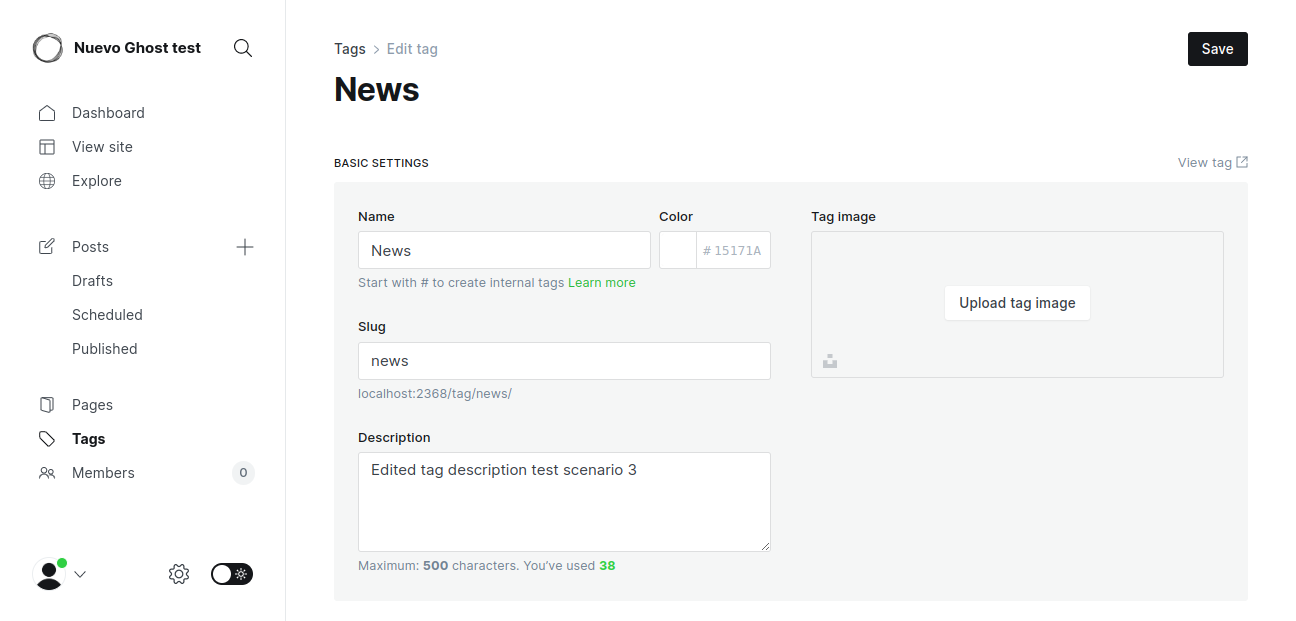 Nuevo Ghost test
Dashboard
View site
Explore
Posts
Drafts
Scheduled
Published
Pages
Tags
Members 0
Tags > Edit tag
Save
News
BASIC SETTINGS
View tag
Name
News
Color
# 15171A
Start with # to create internal tags Learn more
Slug
news
localhost:2368/tag/news/
Description
Edited tag description test scenario 3
Maximum: 500 characters. You’ve used 38
Tag image
Upload tag image